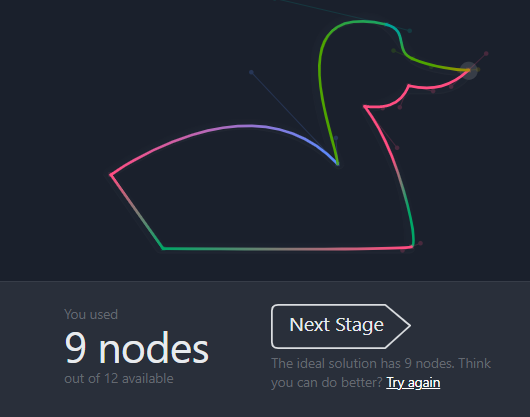 You used
9 nodes
out of 12 available
Next Stage
The ideal solution has 9 nodes. Think
you can do better? Try again